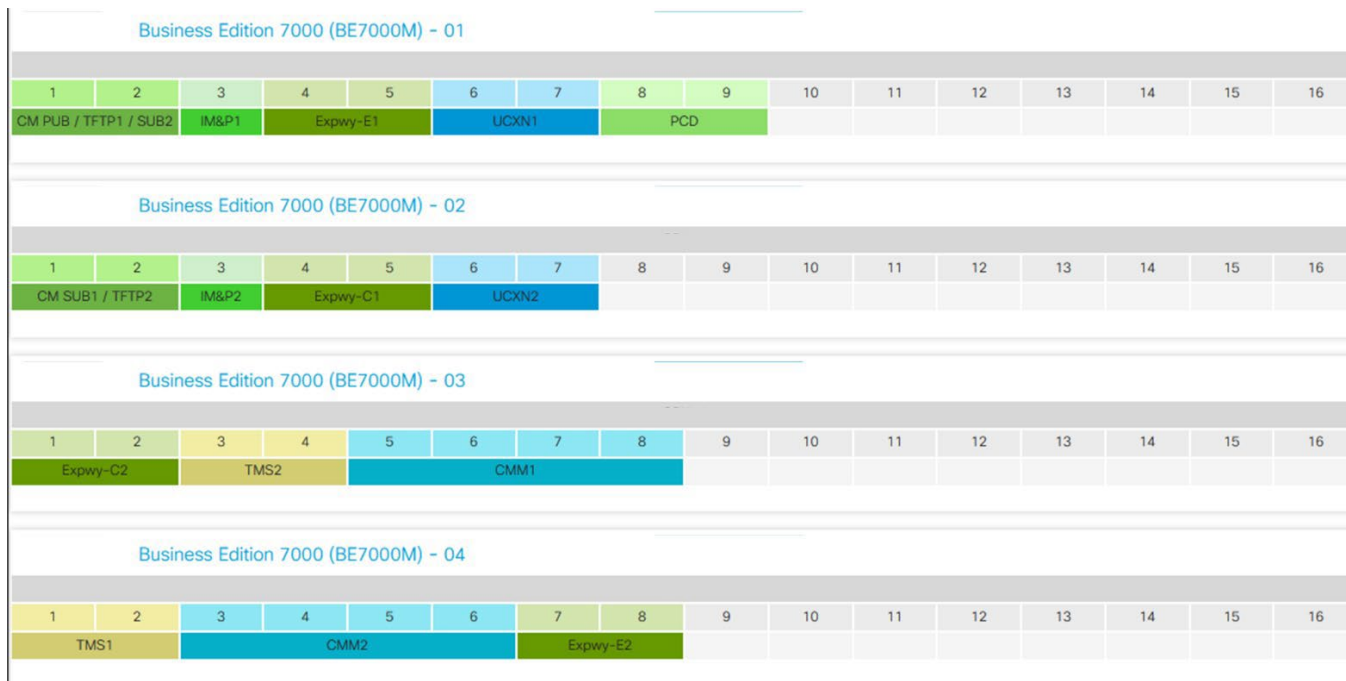 Business Edition 7000 (BE7000M) - 01
1 2 3 4 5 6 7 8 9 10 11 12 13 14 15 16
CM PUB / TFTP1 / SUB2 IM&P1 Expwy-E1 UCXN1 PCD
Business Edition 7000 (BE7000M) - 02
1 2 3 4 5 6 7 8 9 10 11 12 13 14 15 16
CM SUB1 / TFTP2 IM&P2 Expwy-C1 UCXN2
Business Edition 7000 (BE7000M) - 03
1 2 3 4 5 6 7 8 9 10 11 12 13 14 15 16
Expwy-C2 TMS2 CMM1
Business Edition 7000 (BE7000M) - 04
1 2 3 4 5 6 7 8 9 10 11 12 13 14 15 16
TMS1 CMM2 Expwy-E2